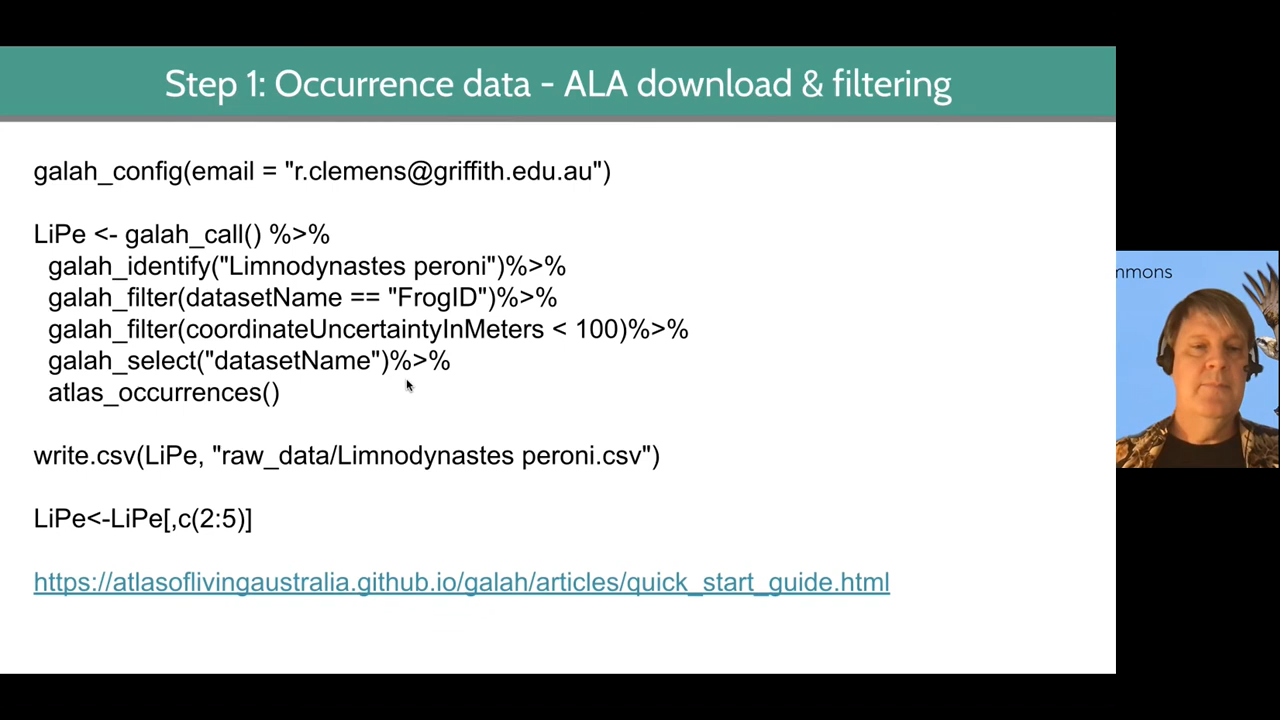 Step 1: Occurrence data - ALA download & filtering
galah_config(email = "r.clemens@griffith.edu.au")
LiPe <- galah_call() %>%
galah_identify("Limnodynastes peroni")%>%
galah_filter(datasetName == "FrogID")%>%
galah_filter(coordinateUncertaintyInMeters < 100)%>%
galah_select("datasetName")%>%
atlas_occurrences()
write.csv(LiPe, "raw_data/Limnodynastes peroni.csv")
LiPe<-LiPe[,c(2:5)]
https://atlasoflivingaustralia.github.io/galah/articles/quick_start_guide.html
mmons